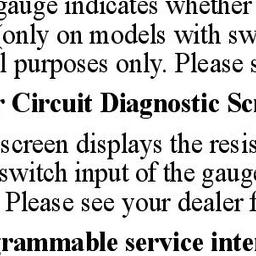 gauge indicates whether
(only on models with sw
l purposes only. Please s
r Circuit Diagnostic Scr
screen displays the resis
switch input of the gauge
Please see your dealer f
grammable service inter